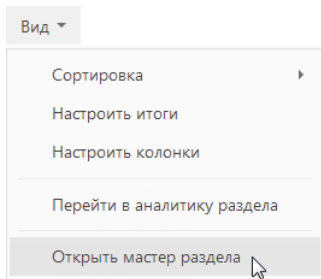 Вид
Сортировка
Настроить итоги
Настроить колонки
Перейти в аналитику раздела
Открыть мастер раздела